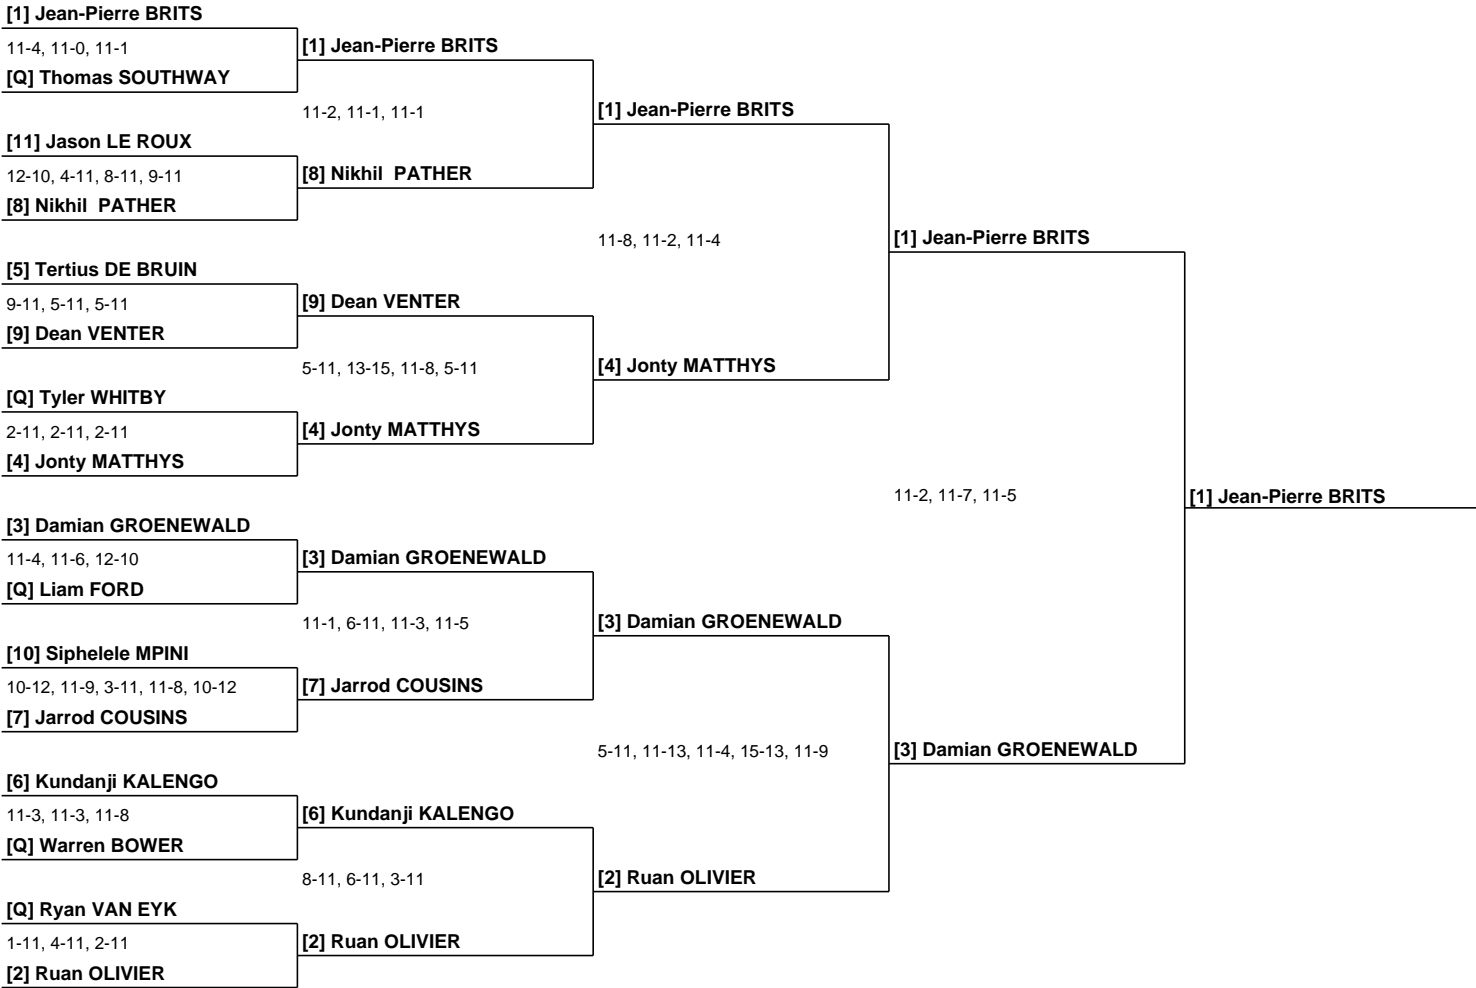 [1] Jean-Pierre BRITS
11-4, 11-0, 11-1
[Q] Thomas SOUTHWAY
[11] Jason LE ROUX
12-10, 4-11, 8-11, 9-11
[8] Nikhil  PATHER
[5] Tertius DE BRUIN
9-11, 5-11, 5-11
[9] Dean VENTER
[Q] Tyler WHITBY
2-11, 2-11, 2-11
[4] Jonty MATTHYS
[3] Damian GROENEWALD
11-4, 11-6, 12-10
[Q] Liam FORD
[10] Siphelele MPINI
10-12, 11-9, 3-11, 11-8, 10-12
[7] Jarrod COUSINS
[6] Kundanji KALENGO
11-3, 11-3, 11-8
[Q] Warren BOWER
[Q] Ryan VAN EYK
1-11, 4-11, 2-11
[2] Ruan OLIVIER
[1] Jean-Pierre BRITS
11-2, 11-1, 11-1
[8] Nikhil  PATHER
[9] Dean VENTER
5-11, 13-15, 11-8, 5-11
[4] Jonty MATTHYS
[3] Damian GROENEWALD
11-1, 6-11, 11-3, 11-5
[7] Jarrod COUSINS
[6] Kundanji KALENGO
8-11, 6-11, 3-11
[2] Ruan OLIVIER
[1] Jean-Pierre BRITS
11-8, 11-2, 11-4
[4] Jonty MATTHYS
[3] Damian GROENEWALD
5-11, 11-13, 11-4, 15-13, 11-9
[2] Ruan OLIVIER
[1] Jean-Pierre BRITS
11-2, 11-7, 11-5
[3] Damian GROENEWALD
[1] Jean-Pierre BRITS